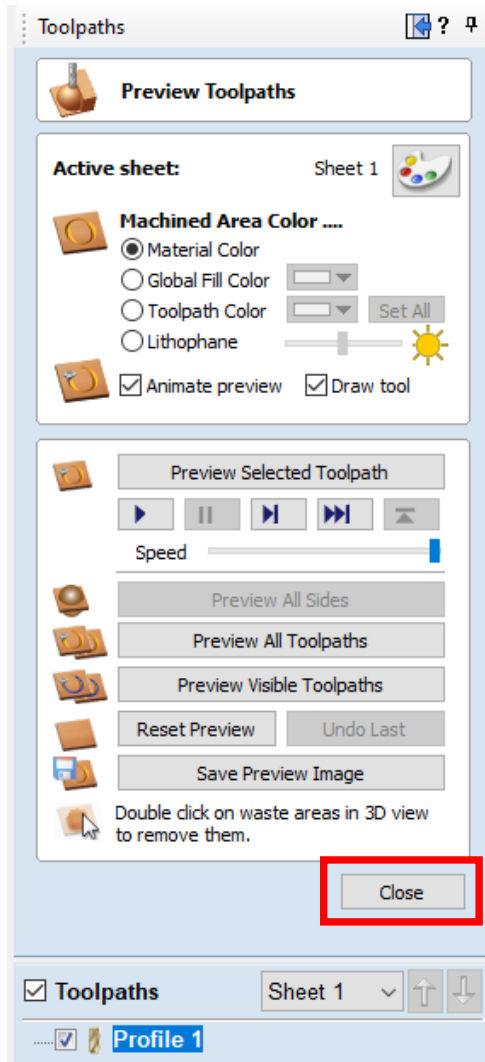 Toolpaths ?
Preview Toolpaths
Active sheet: Sheet 1
Machined Area Color ....
Material Color
Global Fill Color
Toolpath Color Set All
Lithophane
Animate preview Draw tool
Preview Selected Toolpath
Speed
Preview All Sides
Preview All Toolpaths
Preview Visible Toolpaths
Reset Preview Undo Last
Save Preview Image
Double click on waste areas in 3D view
to remove them.
Close
Toolpaths Sheet 1
Profile 1